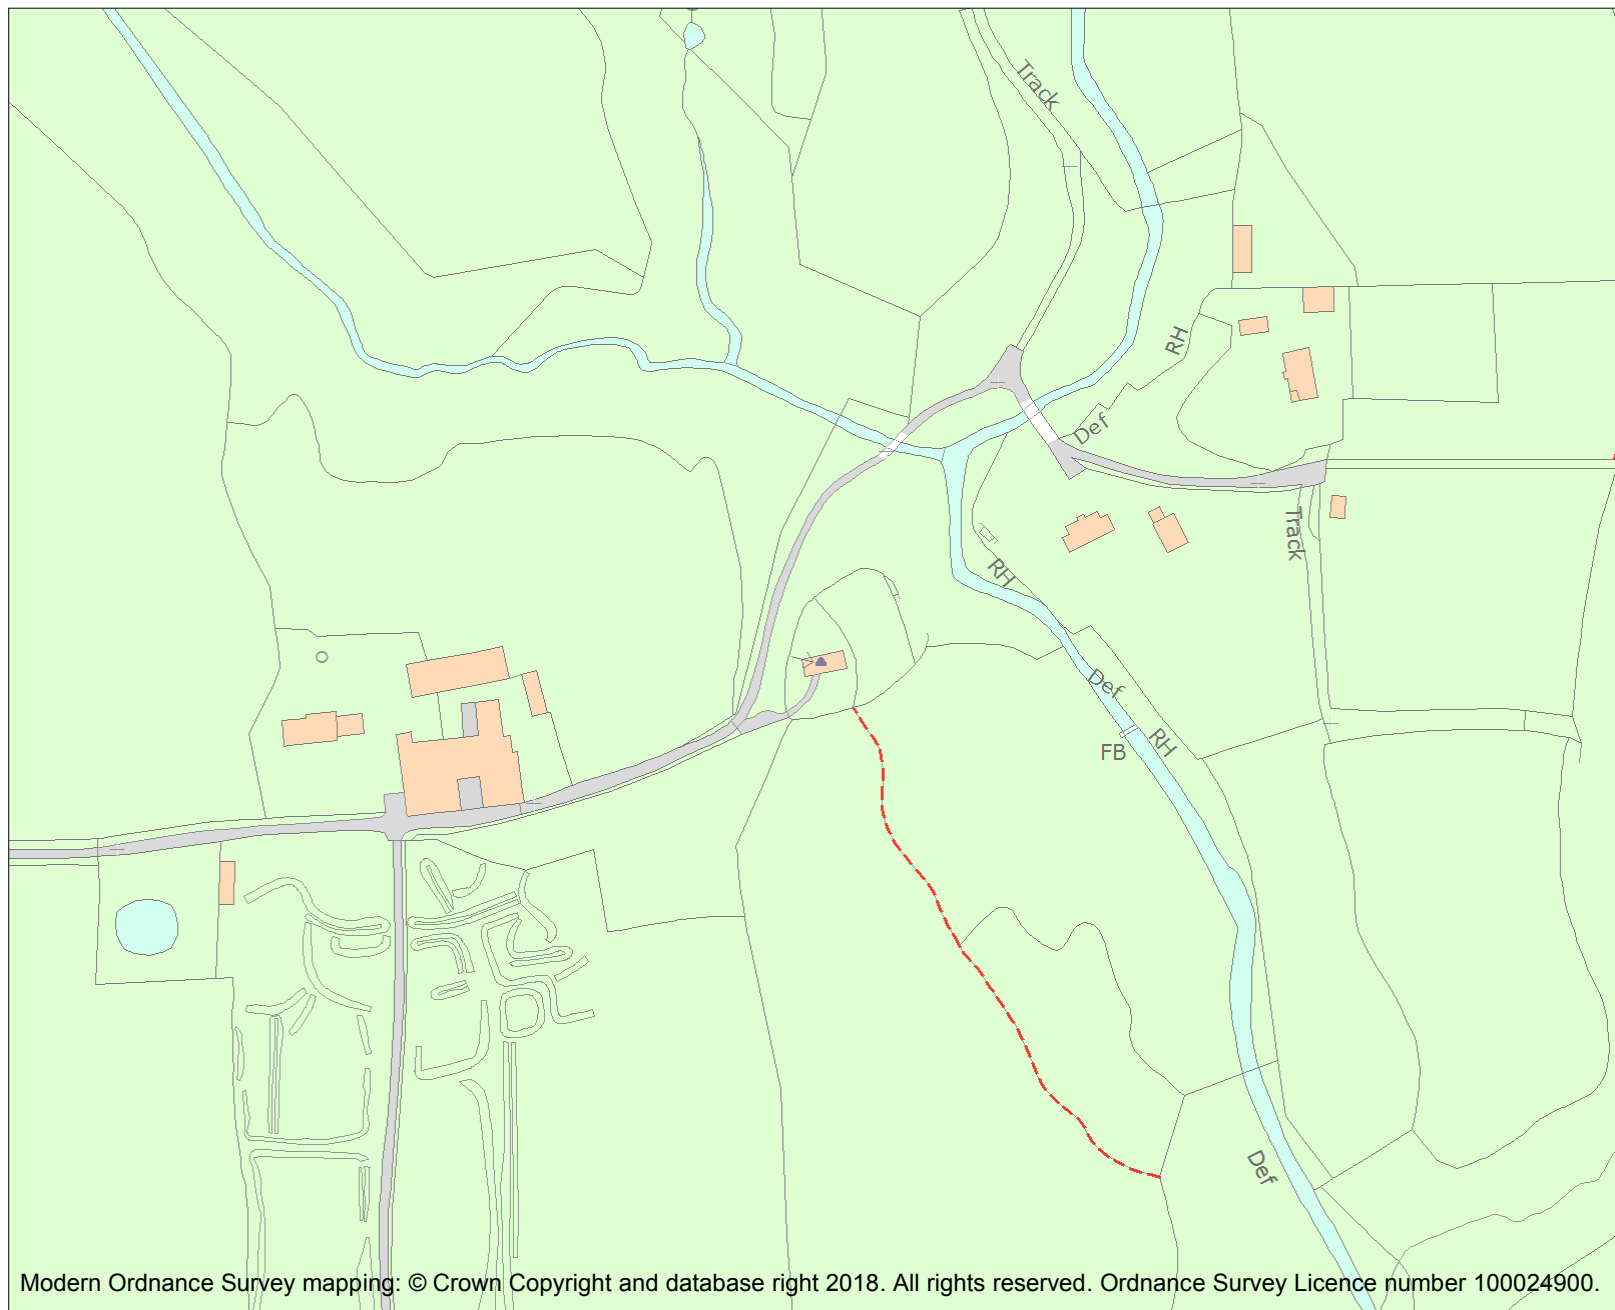 Track
RH
Def
Track
RH
Def
RH
FB
Def
Modern Ordnance Survey mapping: © Crown Copyright and database right 2018. All rights reserved. Ordnance Survey Licence number 100024900.